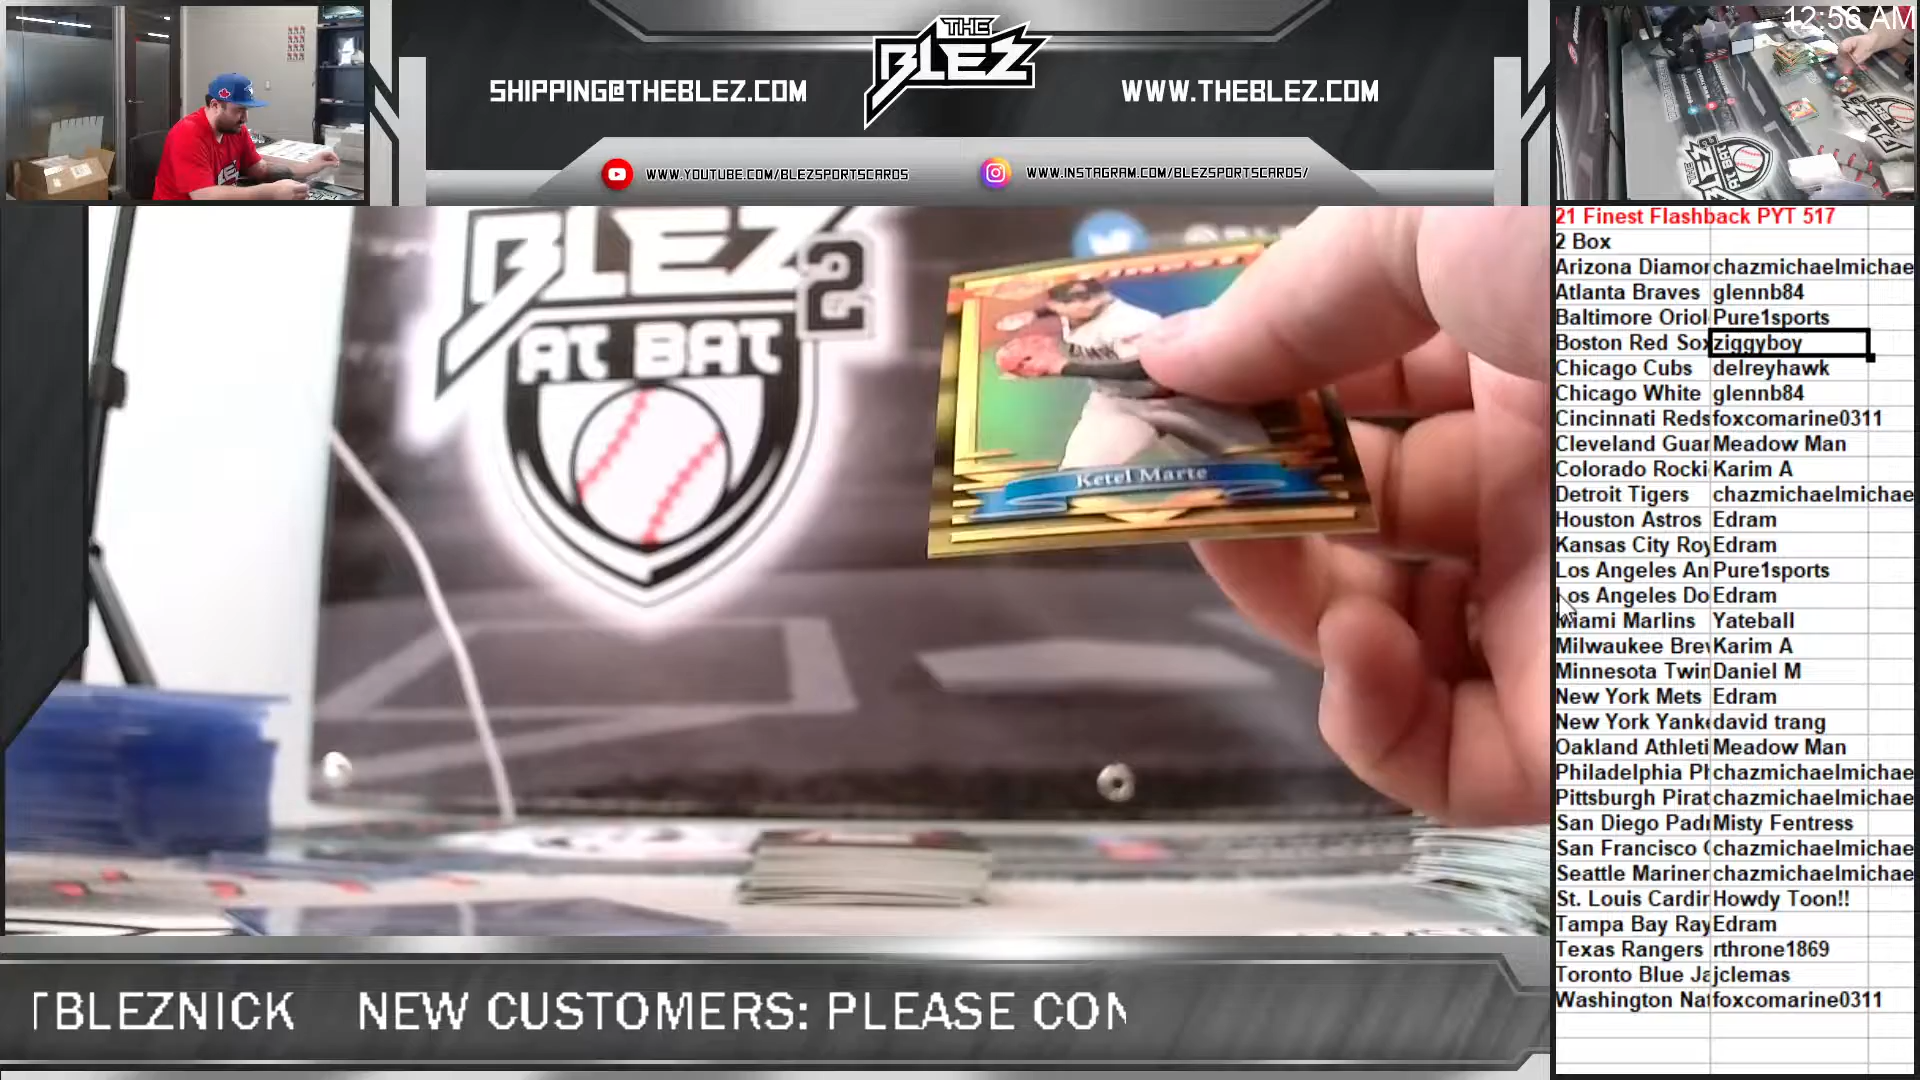 THE
BLEZ
SHIPPING@THEBLEZ.COM
WWW.THEBLEZ.COM
WWW.YOUTUBE.COM/BLEZSPORTSCARDS
WWW.INSTAGRAM.COM/BLEZSPORTSCARDS/
12:56 AM
BLEZ
2
AT BAT
Ketel Marte
AT BAT
21 Finest Flashback PYT 517
2 Box
Arizona Diamor chazmichaelmichae
Atlanta Braves glennb84
Baltimore Oriol Pure1sports
Boston Red Sox ziggyboy
Chicago Cubs delreyhawk
Chicago White glennb84
Cincinnati Reds foxcomarine0311
Cleveland Guar Meadow Man
Colorado Rocki Karim A
Detroit Tigers chazmichaelmichae
Houston Astros Edram
Kansas City Roy Edram
Los Angeles An Pure1sports
Los Angeles Do Edram
Miami Marlins Yateball
Milwaukee Brev Karim A
Minnesota Twin Daniel M
New York Mets Edram
New York Yanke david trang
Oakland Athleti Meadow Man
Philadelphia Ph chazmichaelmichae
Pittsburgh Pirat chazmichaelmichae
San Diego Padr Misty Fentress
San Francisco G chazmichaelmichae
Seattle Mariner chazmichaelmichae
St. Louis Cardin Howdy Toon!!
Tampa Bay Ray Edram
Texas Rangers rthrone1869
Toronto Blue Ja jclemas
Washington Nat foxcomarine0311
TBLEZNICK NEW CUSTOMERS: PLEASE CON